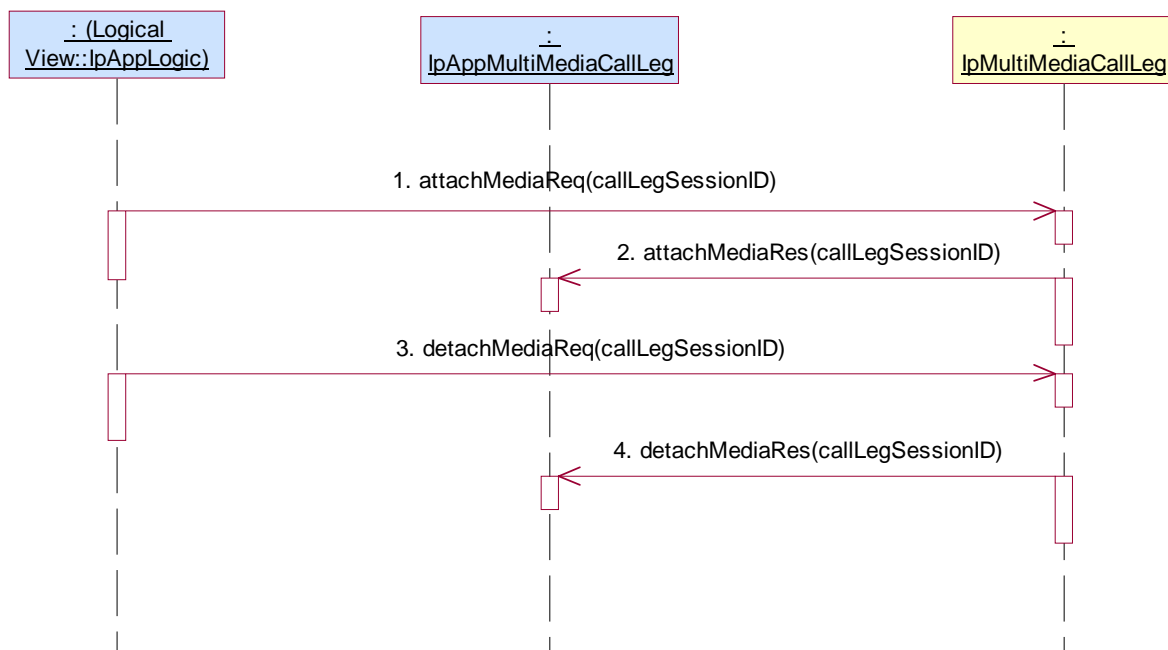 : (Logical
View::IpAppLogic)
:
IpAppMultiMediaCallLeg
:
IpMultiMediaCallLeg
1. attachMediaReq(callLegSessionID)
2. attachMediaRes(callLegSessionID)
3. detachMediaReq(callLegSessionID)
4. detachMediaRes(callLegSessionID)